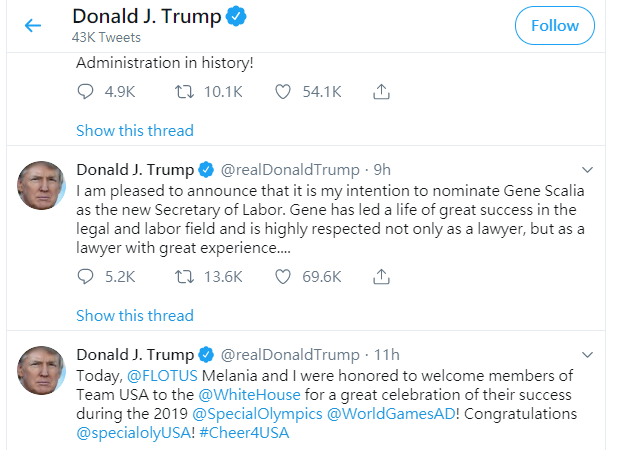 Donald J. Trump
43K Tweets
Follow
Administration in history!
4.9K 10.1K 54.1K
Show this thread
Donald J. Trump @realDonaldTrump · 9h
I am pleased to announce that it is my intention to nominate Gene Scalia
as the new Secretary of Labor. Gene has led a life of great success in the
legal and labor field and is highly respected not only as a lawyer, but as a
lawyer with great experience....
5.2K 13.6K 69.6K
Show this thread
Donald J. Trump @realDonaldTrump · 11h
Today, @FLOTUS Melania and I were honored to welcome members of
Team USA to the @WhiteHouse for a great celebration of their success
during the 2019 @SpecialOlympics @WorldGamesAD! Congratulations
@specialolyUSA! #Cheer4USA